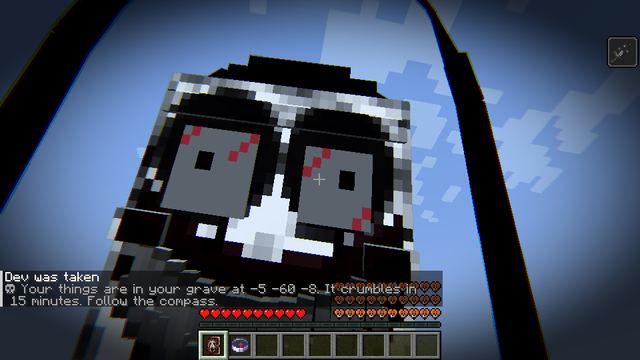 Dev was taken
☠ Your things are in your grave at -5 -60 -8. It crumbles in
15 minutes. Follow the compass.